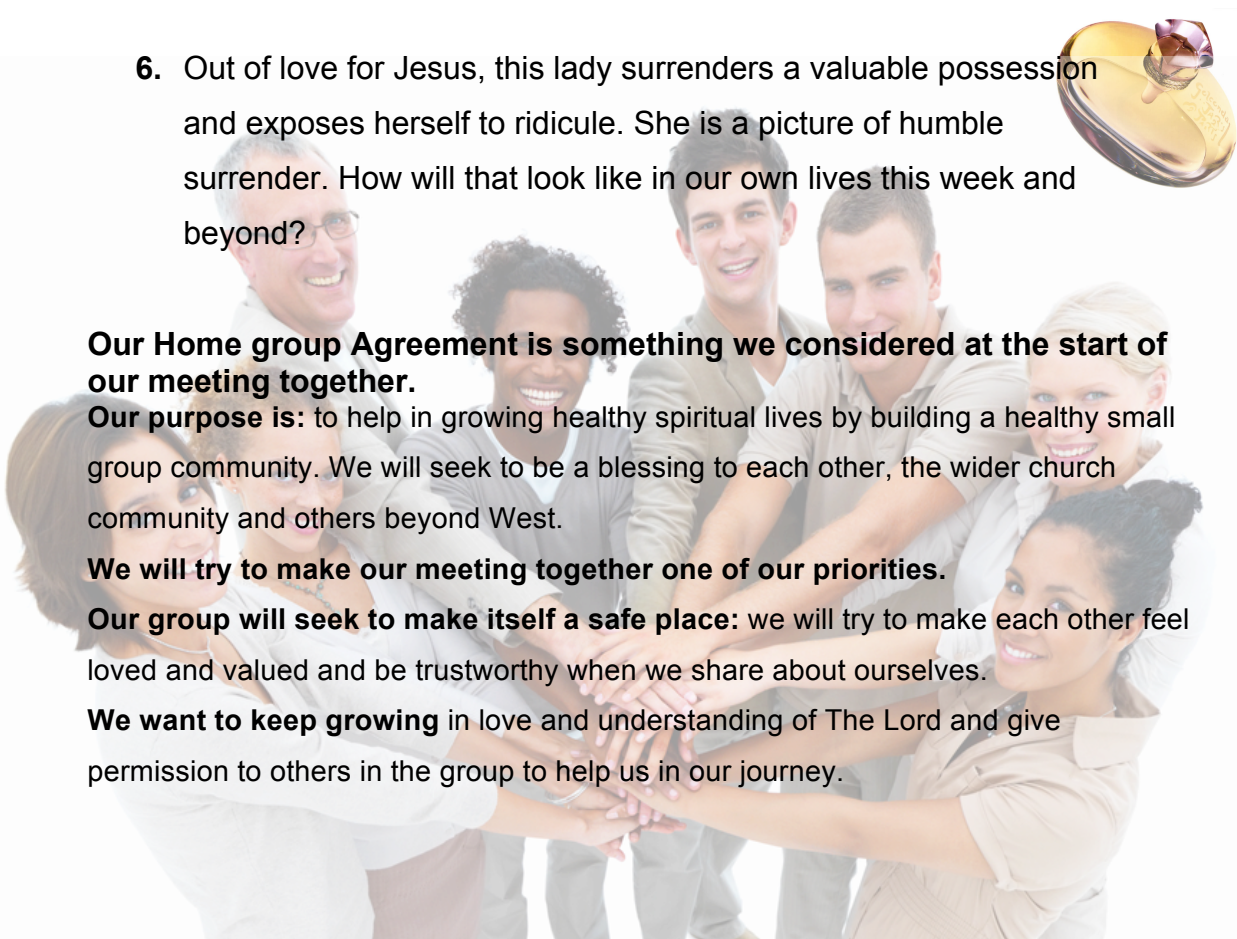 6. Out of love for Jesus, this lady surrenders a valuable possession
and exposes herself to ridicule. She is a picture of humble
surrender. How will that look like in our own lives this week and
beyond?
Our Home group Agreement is something we considered at the start of
our meeting together.
Our purpose is: to help in growing healthy spiritual lives by building a healthy small
group community. We will seek to be a blessing to each other, the wider church
community and others beyond West.
We will try to make our meeting together one of our priorities.
Our group will seek to make itself a safe place: we will try to make each other feel
loved and valued and be trustworthy when we share about ourselves.
We want to keep growing in love and understanding of The Lord and give
permission to others in the group to help us in our journey.